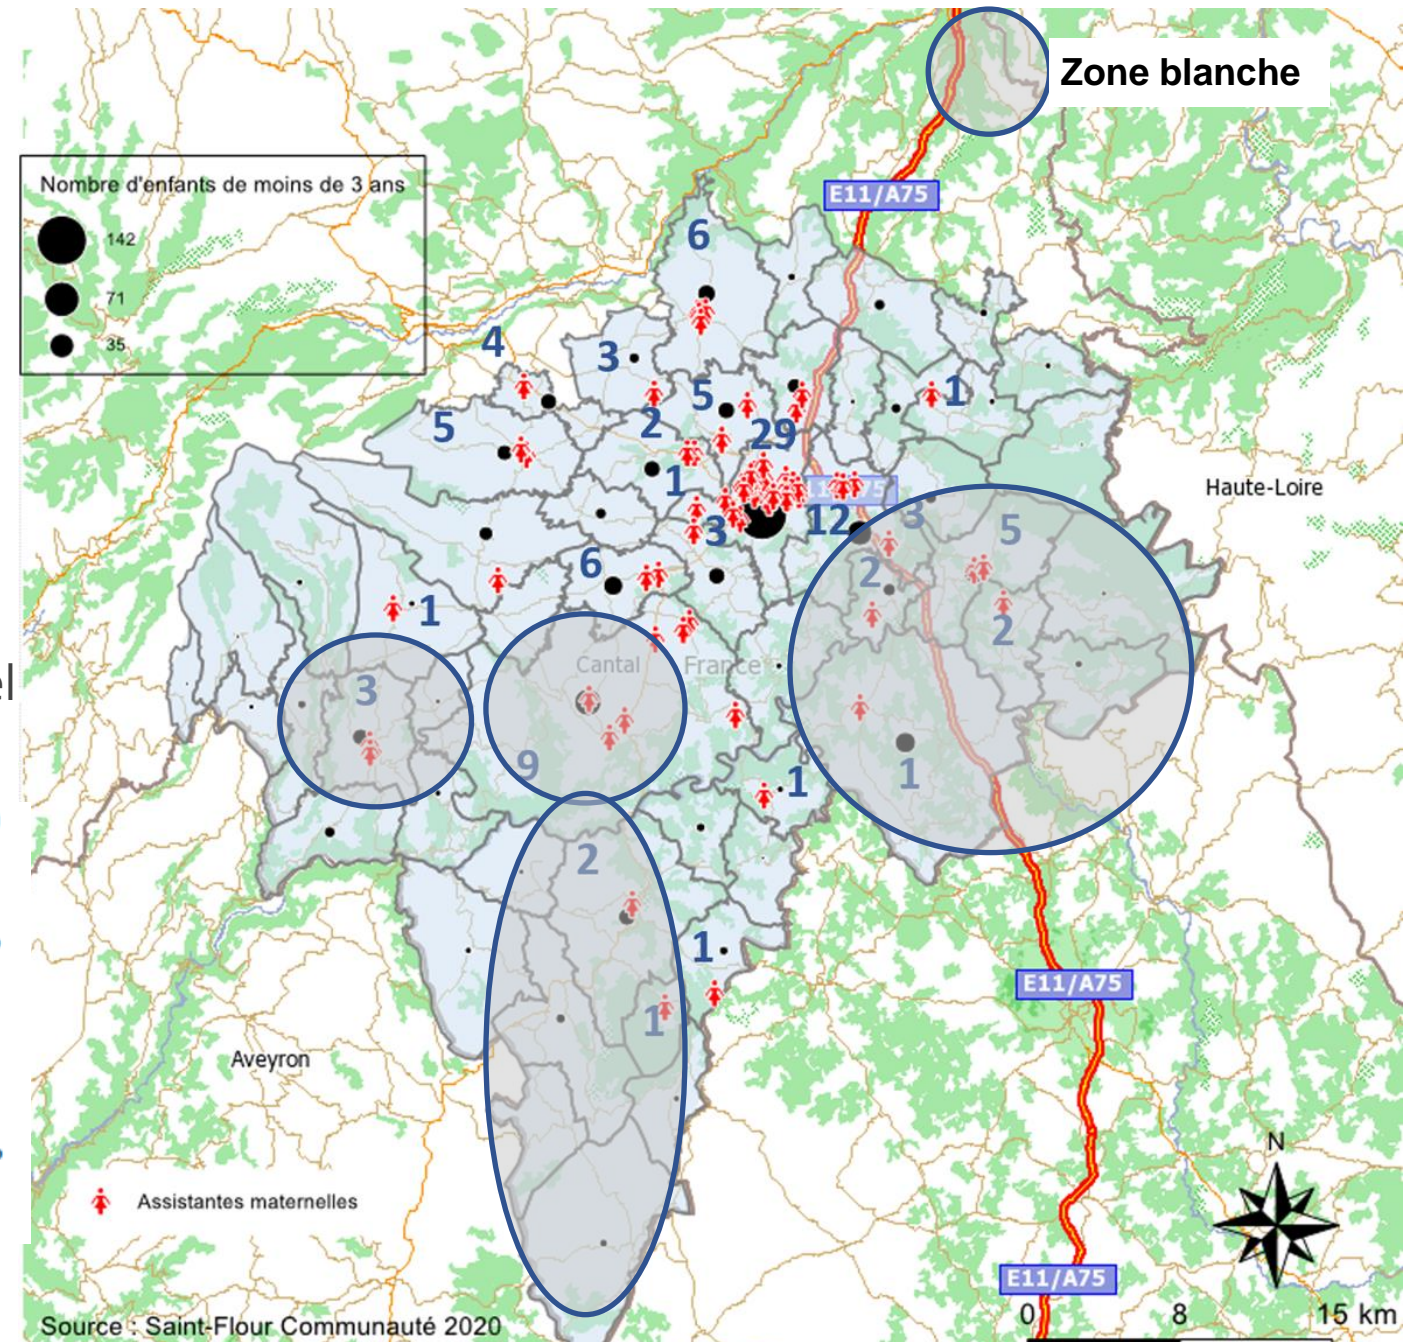 Zone blanche
E11/A75
Nombre d'enfants de moins de 3 ans
142
71
35
6
4
3
5
2
29
1
5
1
12
3
3
5
Haute-Loire
6
2
1
2
Cantal
France
3
9
1
1
2
1
1
E11/A75
Aveyron
Assistantes maternelles
N
E11/A75
0
8
15 km
Source : Saint-Flour Communauté 2020